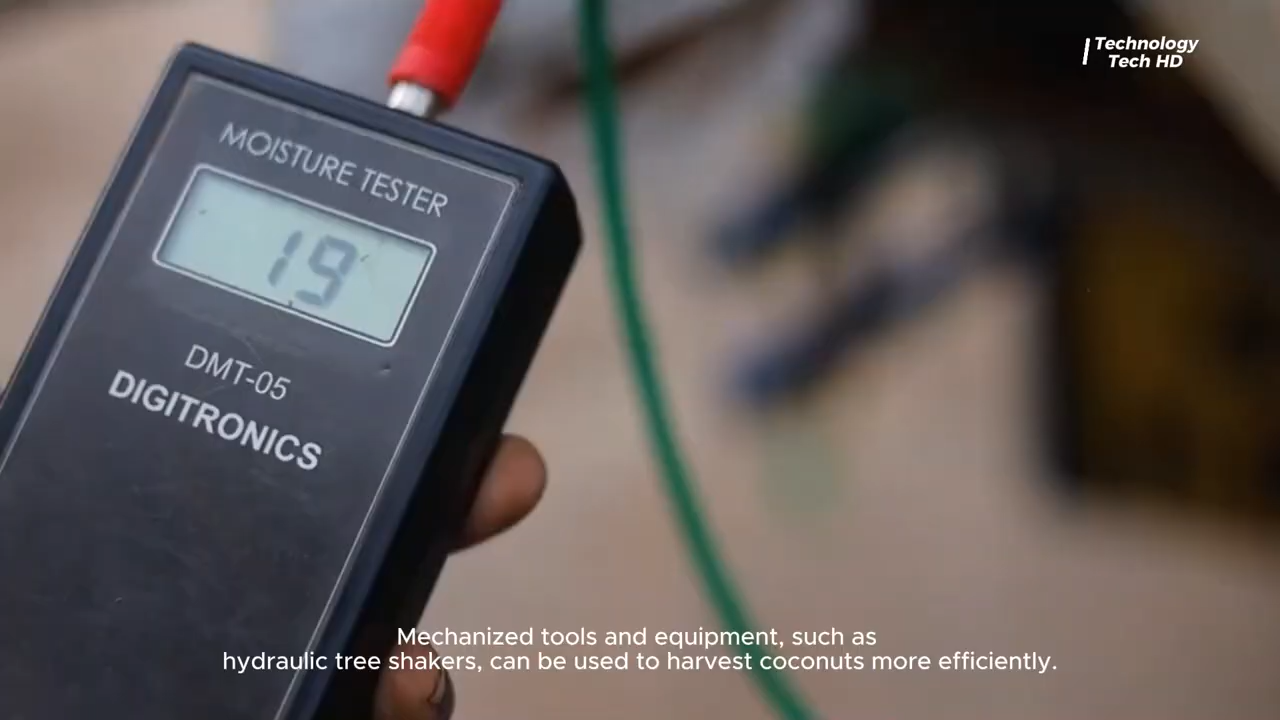 Technology
Tech HD
MOISTURE TESTER
19
DMT-05
DIGITRONICS
Mechanized tools and equipment, such as
hydraulic tree shakers, can be used to harvest coconuts more efficiently.